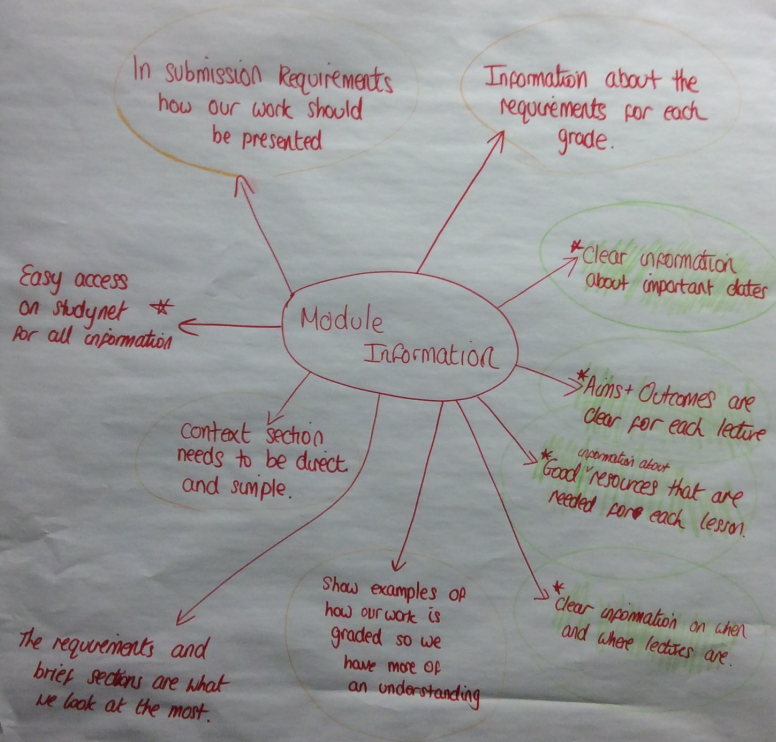 In submission Requirements
how our work should
be presented
Information about the
requirements for each
grade.
*Clear information
about important dates
Easy access
on studynet *
for all information
Module
Information
*Aims + Outcomes are
clear for each lecture
Context section
needs to be direct
and simple.
information about
*Good resources that are
needed for each lesson.
Show examples of
how our work is
graded so we
have more of
an understanding
*Clear information on when
and where lectures are.
The requirements and
brief sections are what
we look at the most.